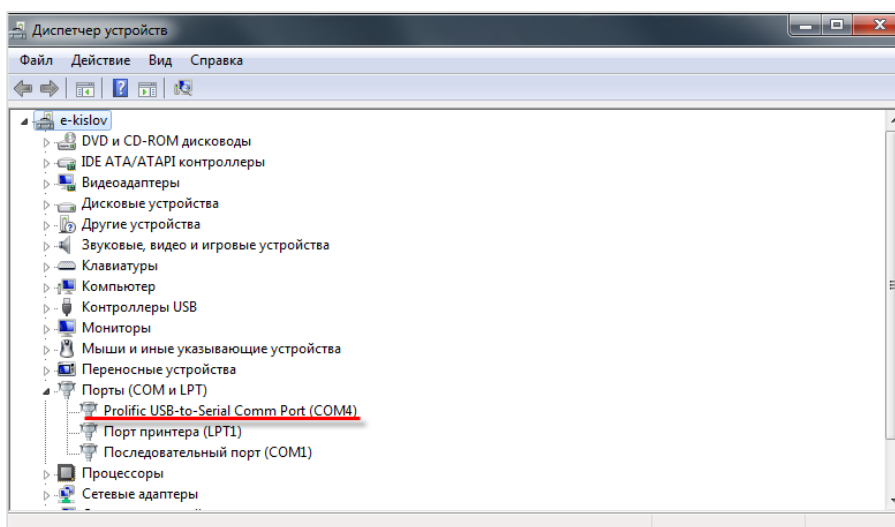 Диспетчер устройств
Файл Действие Вид Справка
e-kislov
DVD и CD-ROM дисководы
IDE ATA/ATAPI контроллеры
Видеоадаптеры
Дисковые устройства
Другие устройства
Звуковые, видео и игровые устройства
Клавиатуры
Компьютер
Контроллеры USB
Мониторы
Мыши и иные указывающие устройства
Переносные устройства
Порты (COM и LPT)
Prolific USB-to-Serial Comm Port (COM4)
Порт принтера (LPT1)
Последовательный порт (COM1)
Процессоры
Сетевые адаптеры